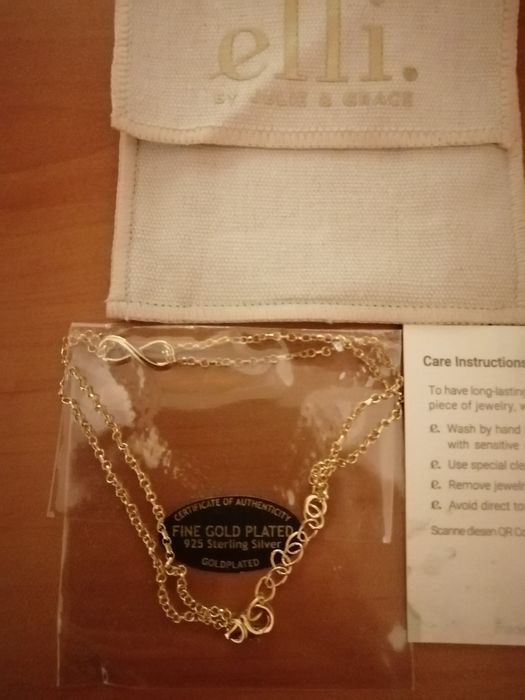 elli.
BY JULIE & GRACE
CERTIFICATE OF AUTHENTICITY
FINE GOLD PLATED
925 Sterling Silver
GOLDPLATED
Care Instructions
To have long-lasting
piece of jewelry, w
e. Wash by hand
with sensitive
e. Use special cle
e. Remove jewelr
e. Avoid direct to
Scanne diesen QR Co